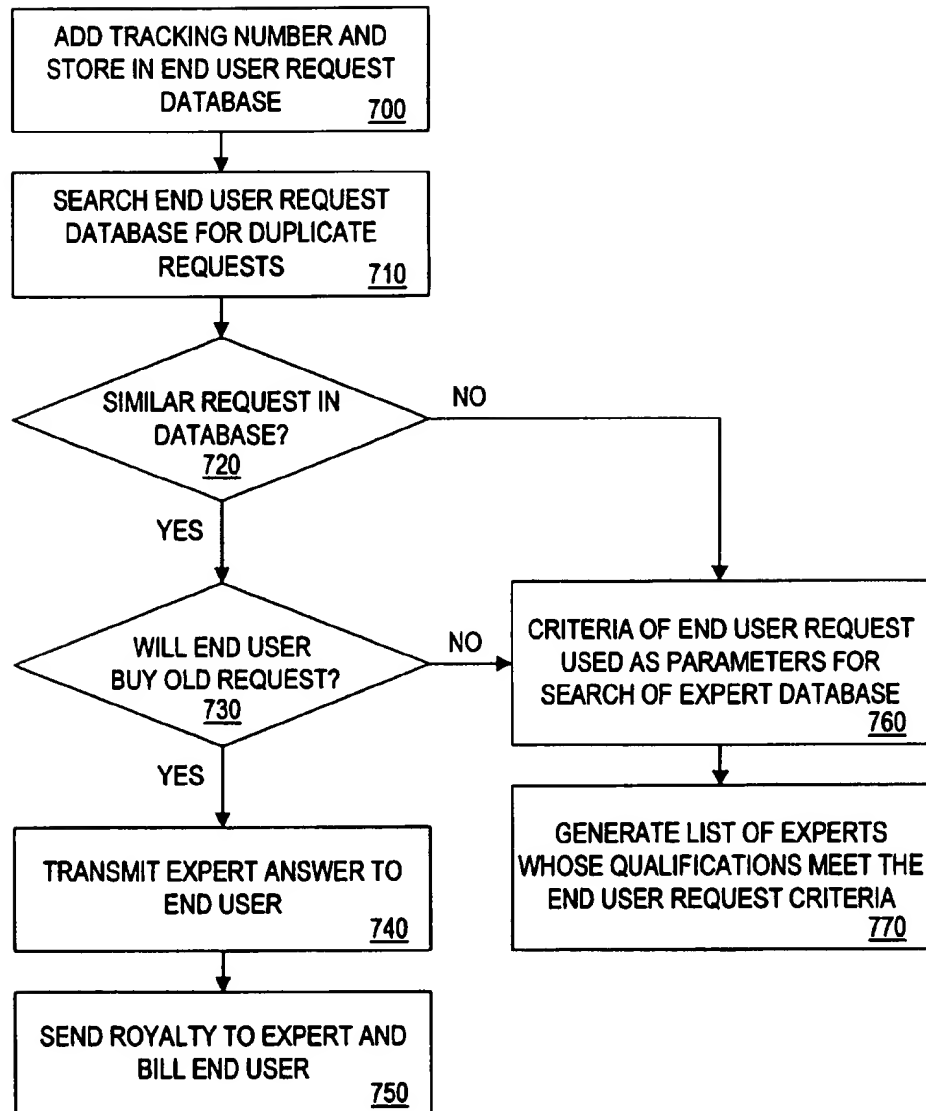 ADD TRACKING NUMBER AND
STORE IN END USER REQUEST
DATABASE
700
SEARCH END USER REQUEST
DATABASE FOR DUPLICATE
REQUESTS
710
SIMILAR REQUEST IN
DATABASE?
720
NO
YES
WILL END USER
BUY OLD REQUEST?
730
NO
YES
CRITERIA OF END USER REQUEST
USED AS PARAMETERS FOR
SEARCH OF EXPERT DATABASE
760
TRANSMIT EXPERT ANSWER TO
END USER
740
GENERATE LIST OF EXPERTS
WHOSE QUALIFICATIONS MEET THE
END USER REQUEST CRITERIA
770
SEND ROYALTY TO EXPERT AND
BILL END USER
750